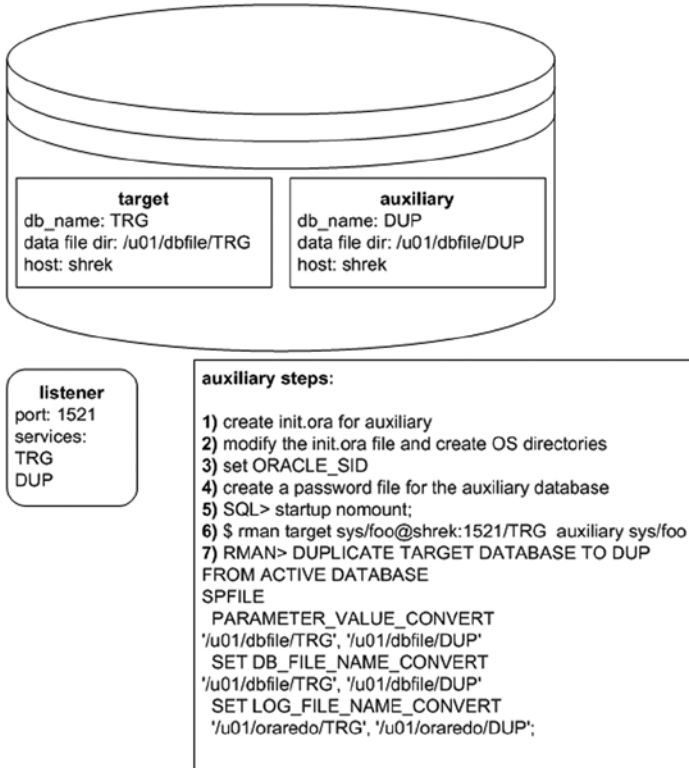 target
db_name: TRG
data file dir: /u01/dbfile/TRG
host: shrek
auxiliary
db_name: DUP
data file dir: /u01/dbfile/DUP
host: shrek
listener
port: 1521
services:
TRG
DUP
auxiliary steps:
1) create init.ora for auxiliary
2) modify the init.ora file and create OS directories
3) set ORACLE_SID
4) create a password file for the auxiliary database
5) SQL> startup nomount;
6) $ rman target sys/foo@shrek:1521/TRG auxiliary sys/foo
7) RMAN> DUPLICATE TARGET DATABASE TO DUP
FROM ACTIVE DATABASE
SPFILE
PARAMETER_VALUE_CONVERT
'/u01/dbfile/TRG', '/u01/dbfile/DUP'
SET DB_FILE_NAME_CONVERT
'/u01/dbfile/TRG', '/u01/dbfile/DUP'
SET LOG_FILE_NAME_CONVERT
'/u01/oraredo/TRG', '/u01/oraredo/DUP';